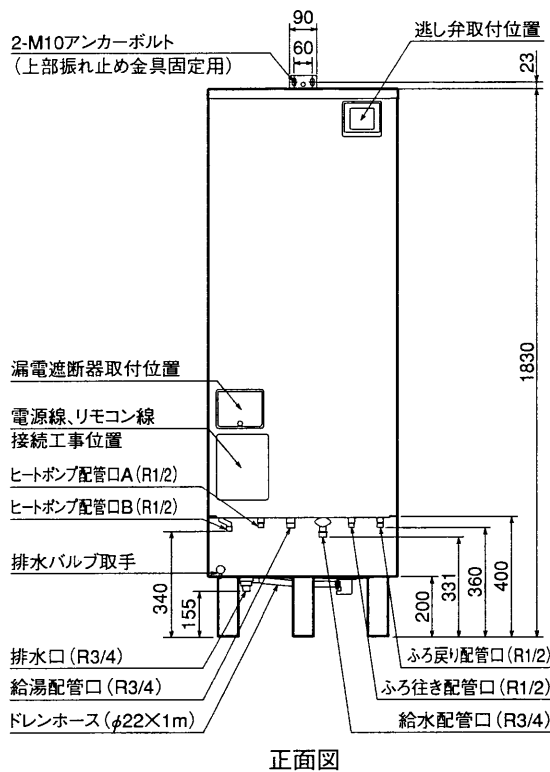 90
60
2-M10アンカーボルト
(上部振れ止め金具固定用)
逃し弁取付位置
23
1830
漏電遮断器取付位置
電源線、リモコン線
接続工事位置
ヒートポンプ配管口A(R1/2)
ヒートポンプ配管口B(R1/2)
排水バルブ取手
340
155
200
331
360
400
排水口(R3/4)
給湯配管口(R3/4)
ドレンホース(φ22×1m)
ふろ戻り配管口(R1/2)
ふろ往き配管口(R1/2)
給水配管口(R3/4)
正面図